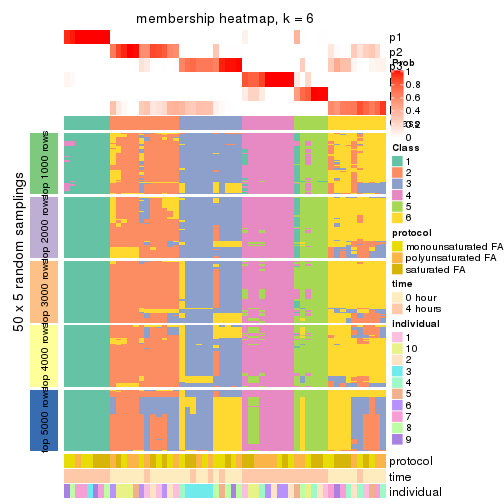 membership heatmap, k = 6
p1
p2
p3
Prob
1
0.8
0.6
0.4
0.2
0
Class
1
2
3
4
5
6
protocol
monounsaturated FA
polyunsaturated FA
saturated FA
time
0 hour
4 hours
individual
1
10
2
3
4
5
6
7
8
9
50 x 5 random samplings
top 1000 rows
top 2000 rows
top 3000 rows
top 4000 rows
top 5000 rows
protocol
time
individual